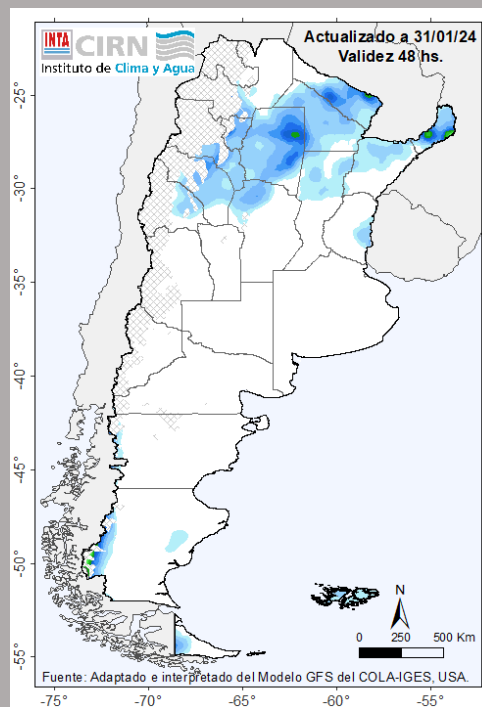 INTA CIRN
Instituto de Clima y Agua
Actualizado a 31/01/24
Validez 48 hs.
-25°
-30°
-35°
-40°
-45°
-50°
-55°
N
0 250 500 Km
Fuente: Adaptado e interpretado del Modelo GFS del COLA-IGES, USA.
-75° -70° -65° -60° -55°